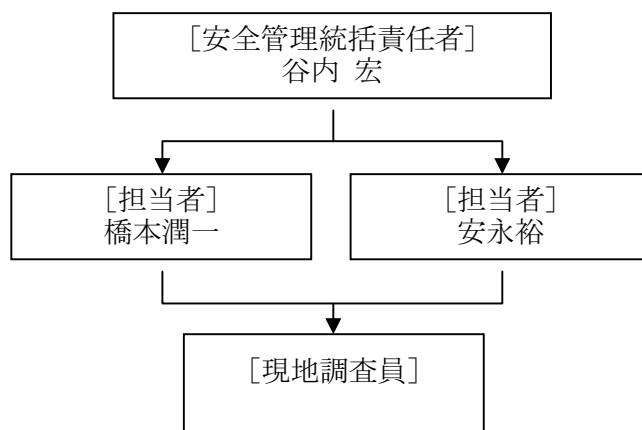 [安全管理統括責任者]
谷内 宏
[担当者]
橋本潤一
[担当者]
安永裕
[現地調査員]